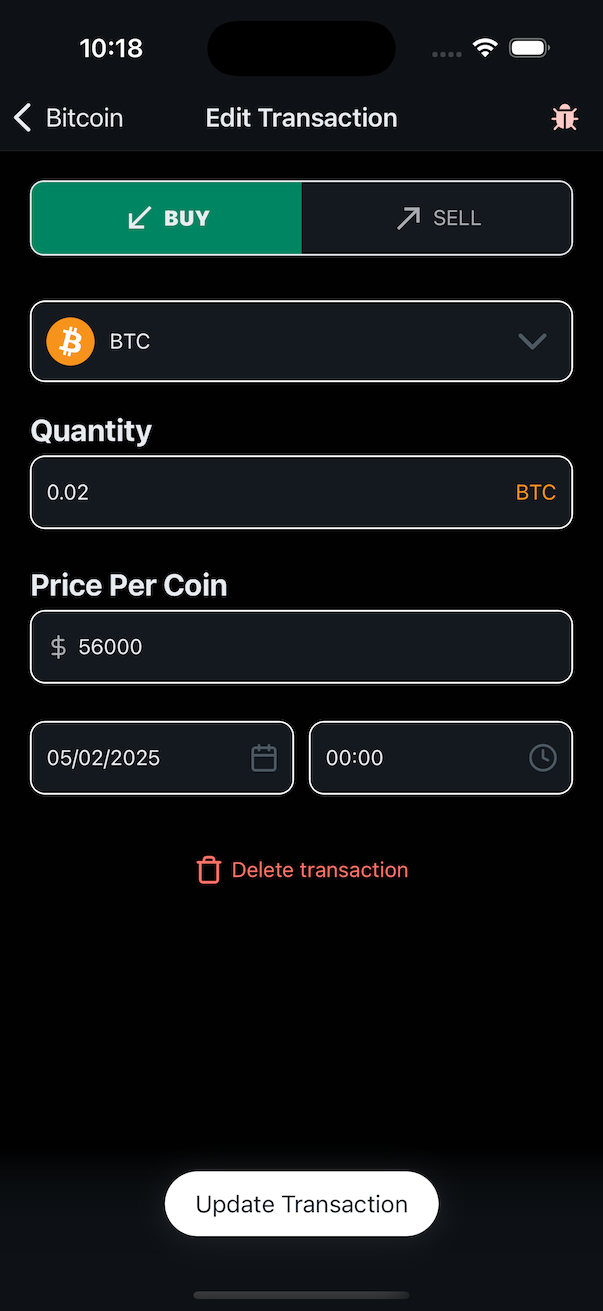 10:18
Bitcoin
Edit Transaction
BUY
SELL
BTC
Quantity
0.02
BTC
Price Per Coin
$ 56000
05/02/2025
00:00
Delete transaction
Update Transaction